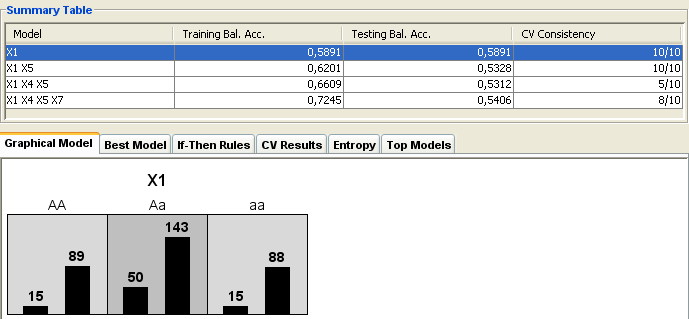 Summary Table
Model Training Bal. Acc. Testing Bal. Acc. CV Consistency
X1 0,5891 0,5891 10/10
X1 X5 0,6201 0,5328 10/10
X1 X4 X5 0,6609 0,5312 5/10
X1 X4 X5 X7 0,7245 0,5406 8/10
Graphical Model Best Model If-Then Rules CV Results Entropy Top Models
X1
AA Aa aa
15 89 50 143 15 88